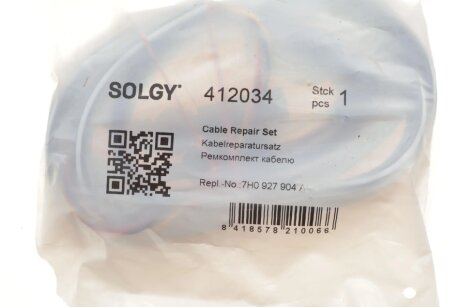 SOLGY® 412034 Stck pcs 1
Cable Repair Set
Kabelreparatursatz
Ремкомплект кабелю
Repl.-No.:7H0 927 904 A
8 418578 210066